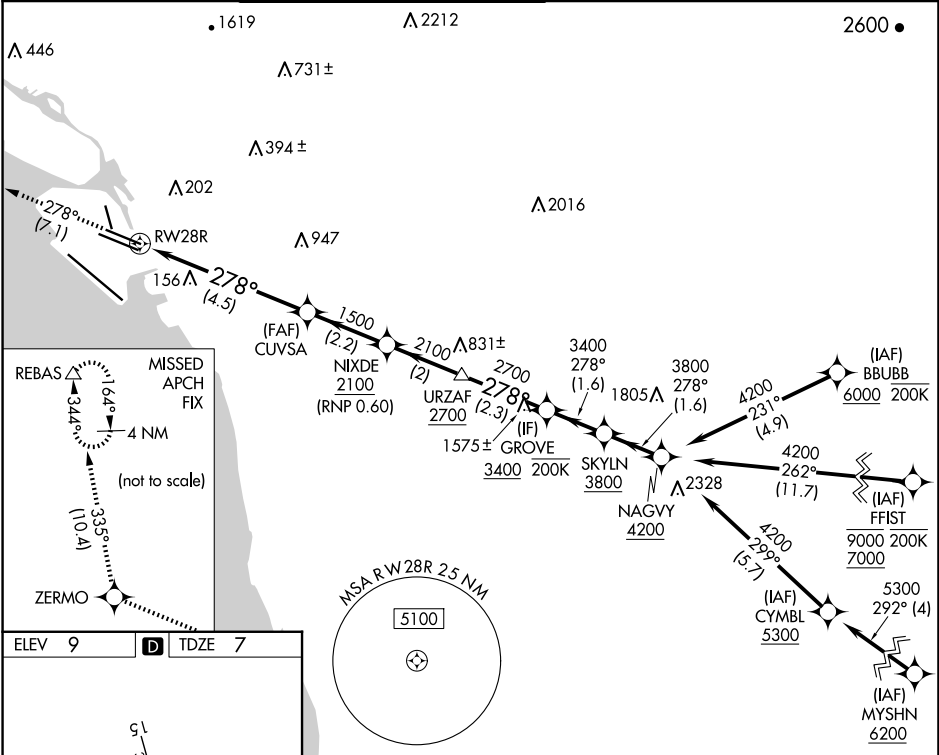 1619
2212
2600
446
731±
394 ±
202
2016
278°
(7.1)
RW28R
947
156
278°
(4.5)
(FAF)
CUVSA
1500
(2.2)
NIXDE
2100
(RNP 0.60)
2100
(2)
831±
URZAF
2700
2700
278°
(2.3)
1575±
(IF)
GROVE
3400 200K
3400
278°
(1.6)
SKYLN
3800
1805
3800
278°
(1.6)
NAGVY
4200
2328
4200
231°
(4.9)
(IAF)
BBUBB
6000 200K
4200
262°
(11.7)
(IAF)
FFIST
9000 200K
7000
4200
299°
(5.7)
(IAF)
CYMBL
5300
5300
292° (4)
(IAF)
MYSHN
6200
MISSED
APCH
FIX
REBAS
164°
344°
4 NM
(not to scale)
335°
(10.4)
ZERMO
MSA RW28R 25 NM
5100
ELEV 9 D TDZE 7
15